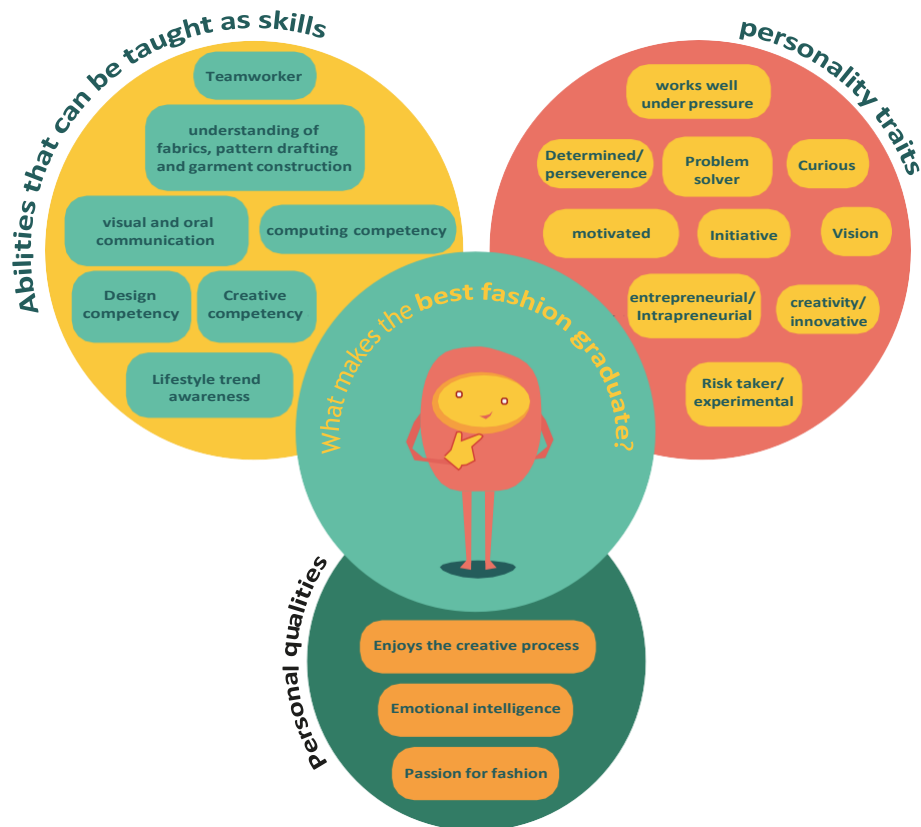 Abilities that can be taught as skills
Teamworker
understanding of
fabrics, pattern drafting
and garment construction
visual and oral
communication
computing competency
Design
competency
Creative
competency
Lifestyle trend
awareness
personality traits
works well
under pressure
Determined/
perseverence
Problem
solver
Curious
motivated
Initiative
Vision
entrepreneurial/
Intrapreneurial
creativity/
innovative
Risk taker/
experimental
What makes the best fashion graduate?
Personal qualities
Enjoys the creative process
Emotional intelligence
Passion for fashion